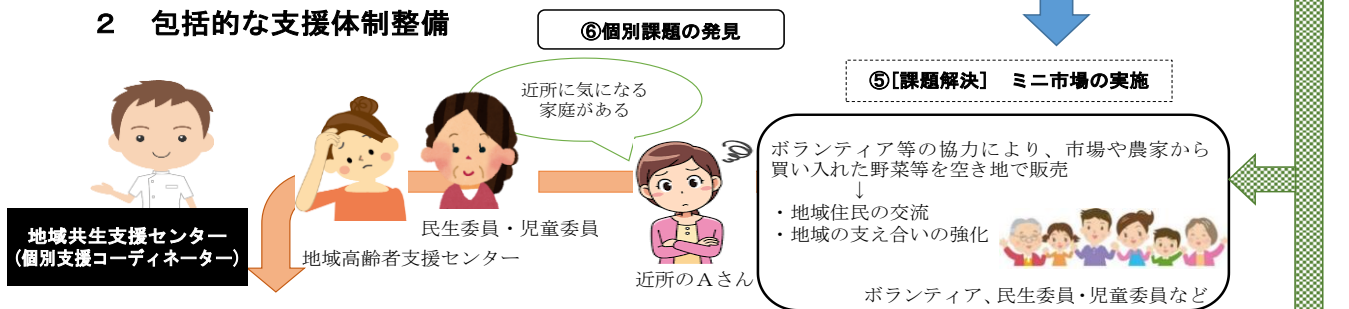 ２　包括的な支援体制整備
⑥個別課題の発見
近所に気になる
家庭がある
⑤[課題解決]　ミニ市場の実施
ボランティア等の協力により、市場や農家から
買い入れた野菜等を空き地で販売
↓
・地域住民の交流
・地域の支え合いの強化
ボランティア、民生委員・児童委員など
民生委員・児童委員
地域高齢者支援センター
近所のＡさん
地域共生支援センター
(個別支援コーディネーター)